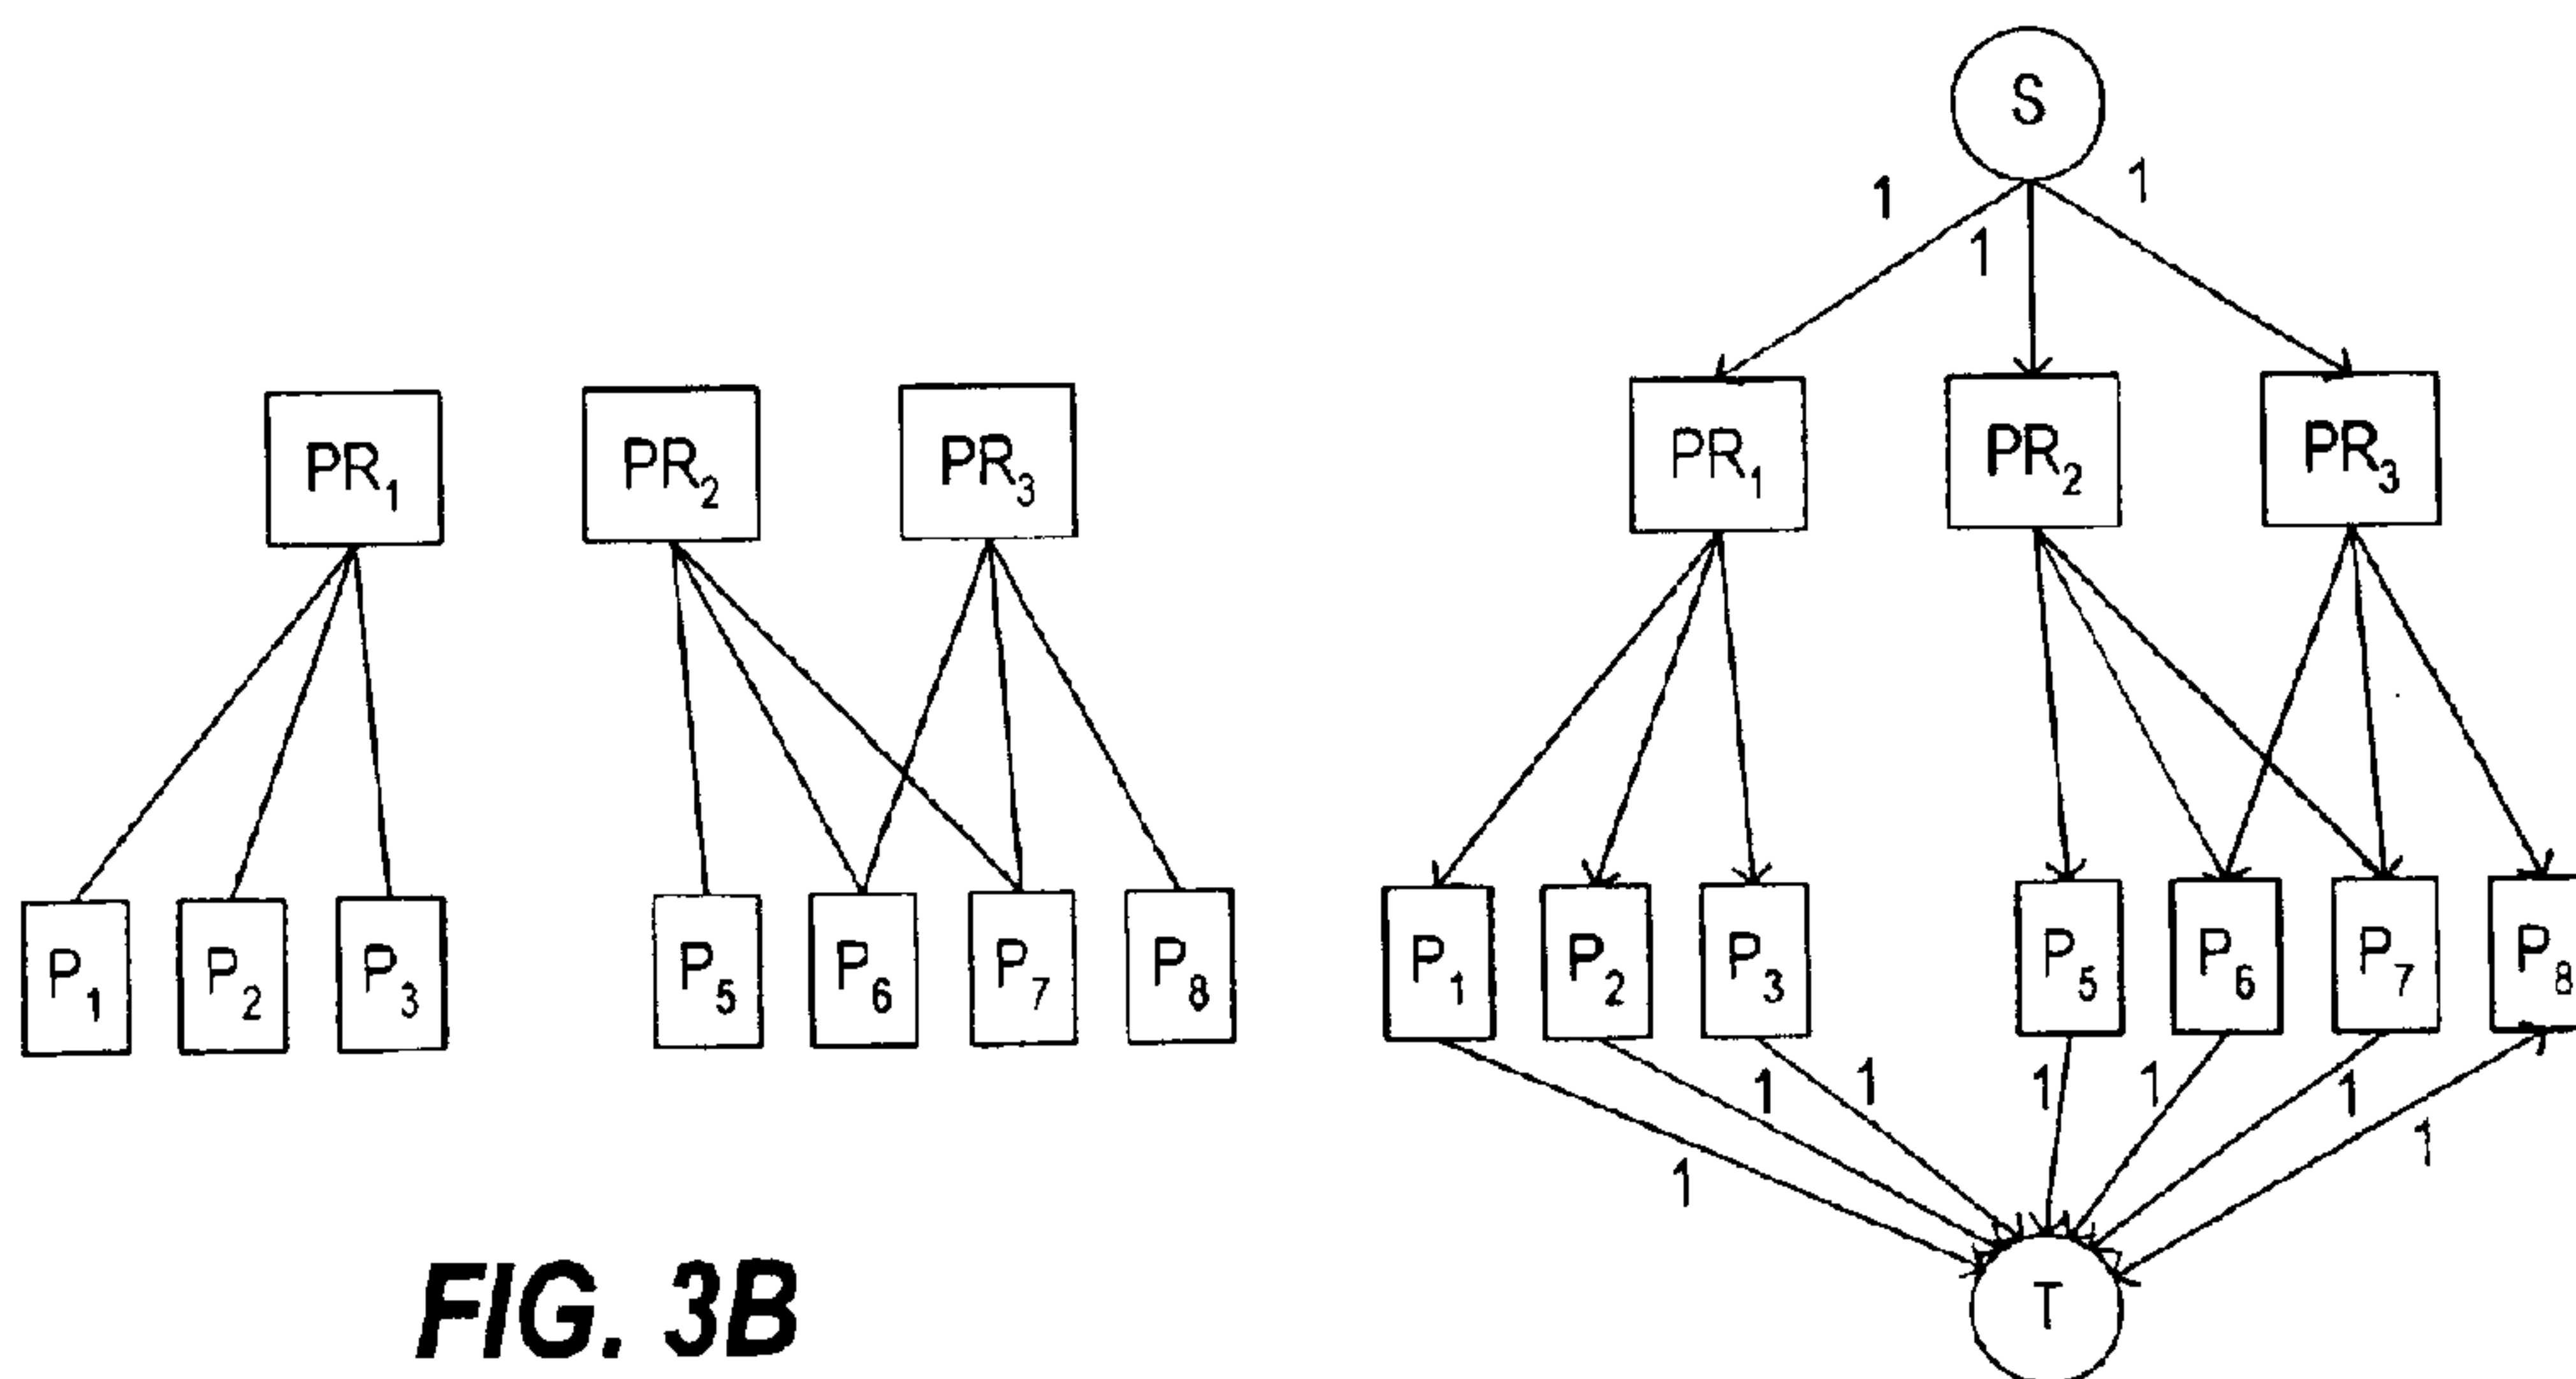 PR1 PR2 PR3
P1 P2 P3 P5 P6 P7 P8
FIG. 3B
S
1 1 1
PR1 PR2 PR3
P1 P2 P3 P5 P6 P7 P8
1 1 1 1 1 1 1
T